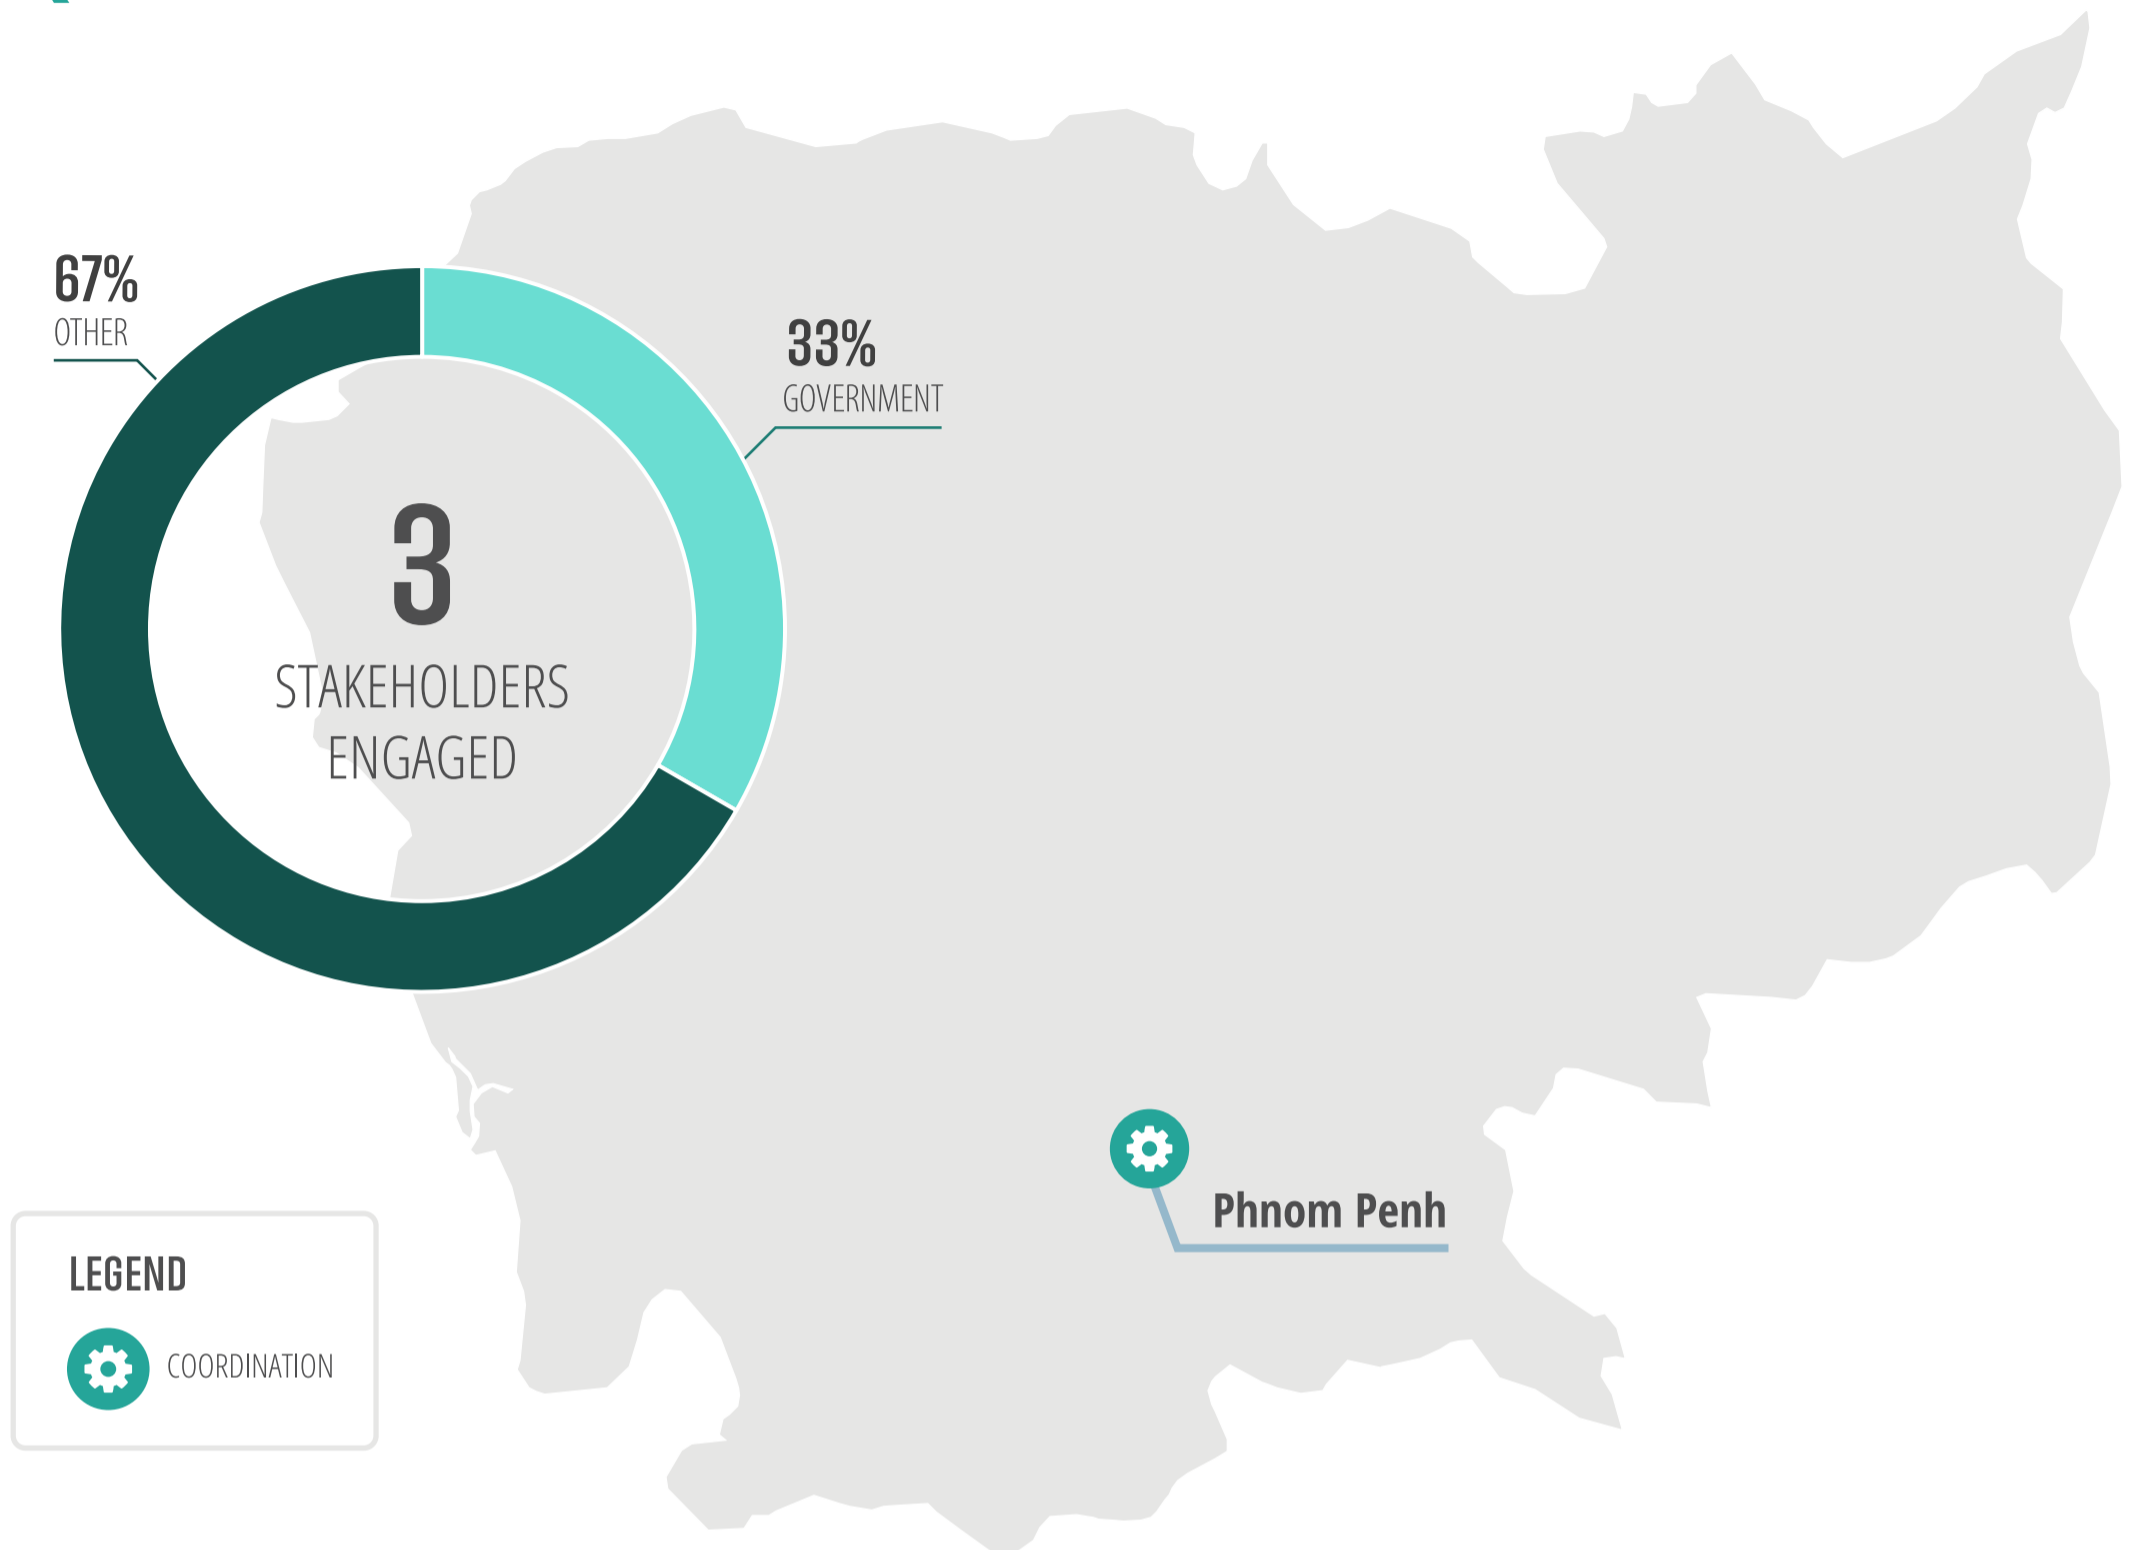 67%
OTHER
33%
GOVERNMENT
3
STAKEHOLDERS
ENGAGED
Phnom Penh
LEGEND
COORDINATION